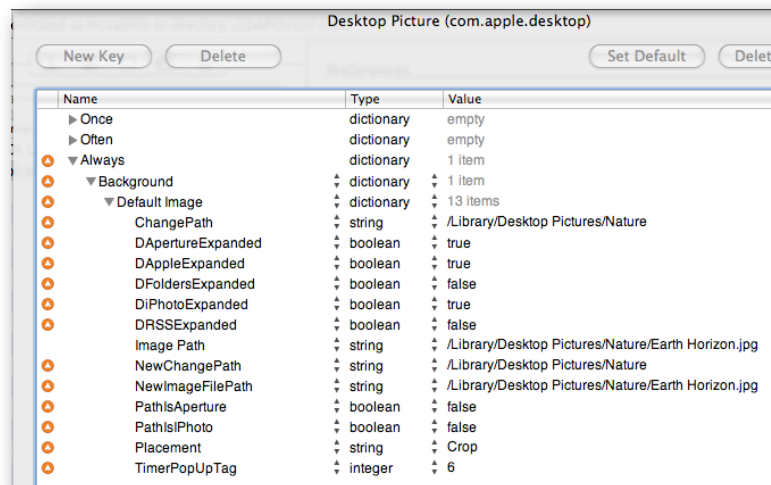 Desktop Picture (com.apple.desktop)
New Key Delete Set Default Delet
Name Type Value
Once dictionary empty
Often dictionary empty
Always dictionary 1 item
Background dictionary 1 item
Default Image dictionary 13 items
ChangePath string /Library/Desktop Pictures/Nature
DApertureExpanded boolean true
DAppleExpanded boolean true
DFoldersExpanded boolean false
DiPhotoExpanded boolean true
DRSSExpanded boolean false
Image Path string /Library/Desktop Pictures/Nature/Earth Horizon.jpg
NewChangePath string /Library/Desktop Pictures/Nature
NewImageFilePath string /Library/Desktop Pictures/Nature/Earth Horizon.jpg
PathIsAperture boolean false
PathIsIPhoto boolean false
Placement string Crop
TimerPopUpTag integer 6